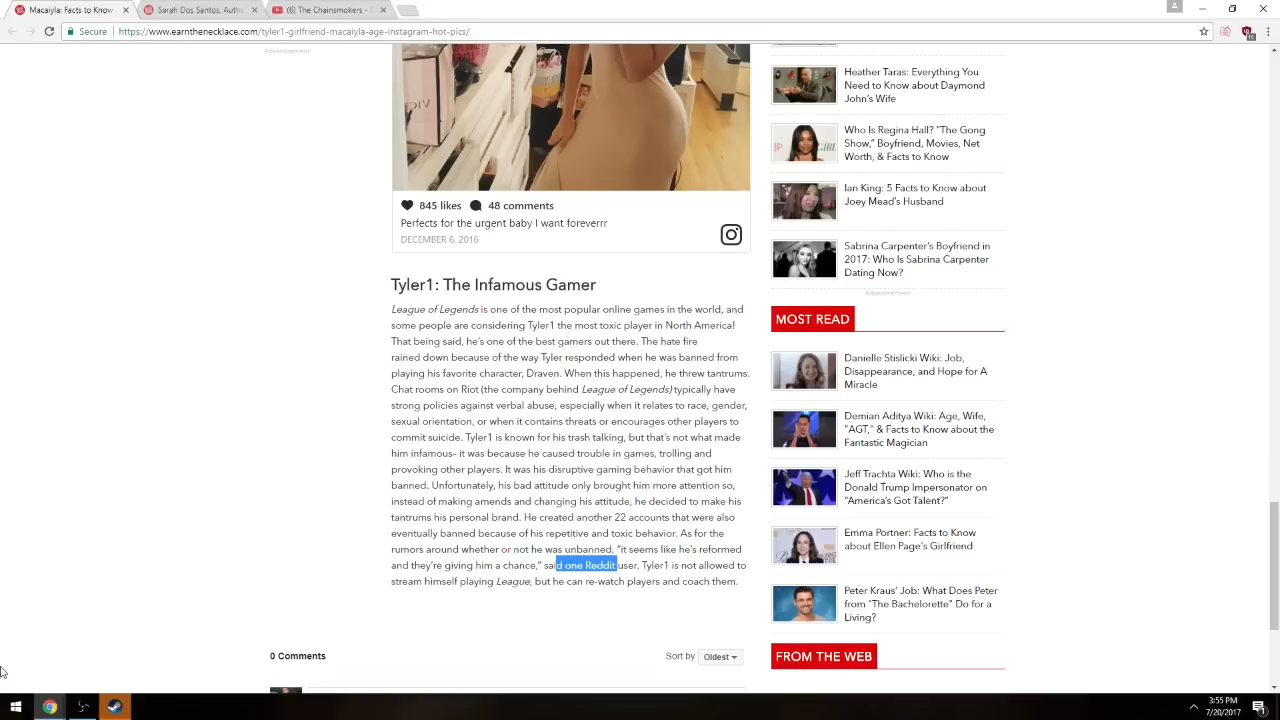 Macaiyla: Facts to Know
Sarah Dos Santos, Autho
The Chainsmokers - C
Secure
https://www.earnthenecklace.com/tyler1-girlfriend-macaiyla-age-instagram-hot-pics/
Advertisement
845 likes 48 comments
Perfects for the urgent baby I want foreverrr
DECEMBER 6, 2016
Tyler1: The Infamous Gamer
League of Legends is one of the most popular online games in the world, and
some people are considering Tyler1 the most toxic player in North America!
That being said, he's one of the best gamers out there. The hate fire
rained down because of the way Tyler responded when he was banned from
playing his favorite character, Draven. When this happened, he threw tantrums.
Chat rooms on Riot (the company behind League of Legends) typically have
strong policies against verbal abuse, especially when it relates to race, gender,
sexual orientation, or when it contains threats or encourages other players to
commit suicide. Tyler1 is known for his trash talking, but that's not what made
him infamous- it was because he caused trouble in games, trolling and
provoking other players. It was his disruptive gaming behavior that got him
banned. Unfortunately, his bad attitude only brought him more attention so,
instead of making amends and changing his attitude, he decided to make his
tantrums his personal brand. He created another 22 accounts that were also
eventually banned because of his repetitive and toxic behavior. As for the
rumors around whether or not he was unbanned, "it seems like he's reformed
and they're giving him a chance," said one Reddit user. Tyler1 is not allowed to
stream himself playing League, but he can re-watch players and coach them.
0 Comments
Sort by Oldest
Heather Taras: Everything You
Need to Know about Daymond
John's Wife
Who Is Regina Hall? "The Gong
Show," Boyfriend, Movies, Net
Worth, & Facts to Know
Ian King: 5 Facts to Know about
Joey Mead's Husband
Sabrina Carpenter's Boyfriend in
2017: Who Is Sabrina Carpenter
Dating Now?
Advertisement
MOST READ
Danielle Stislicki Wiki: Job,
Disappearance, and Hope for A
Miracle
Demian Aditya Wiki: Age, Wife,
"AGT," & Facts to Know about the
Fantastic Magician
Jeff Trachta Wiki: Who is the
Donald Trump Impersonator on
"America's Got Talent?"
Emma Portner: Facts to Know
about Ellen Page's Girlfriend
Peter Kraus' Job: What Does Peter
from "The Bachelorette" Do for a
Living?
FROM THE WEB
3:55 PM
7/20/2017